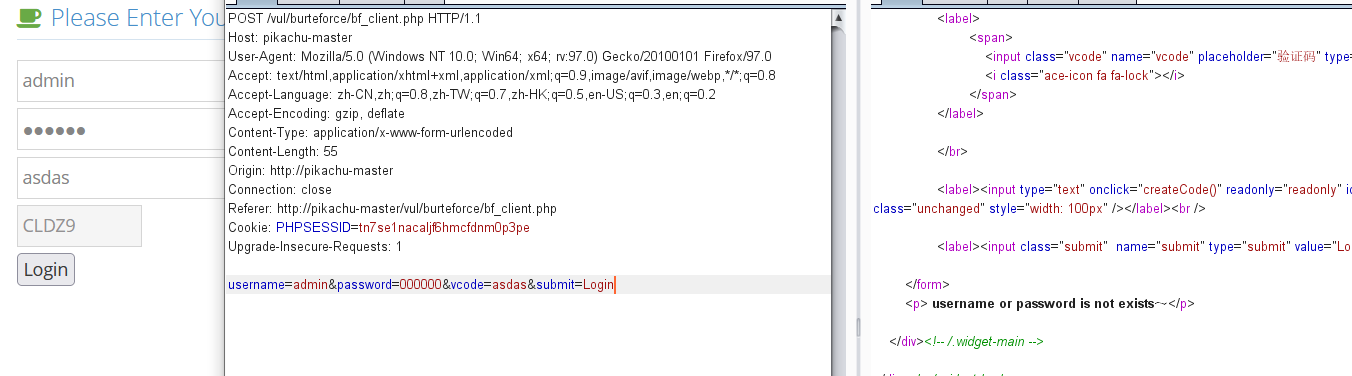 Please Enter You
admin
●●●●●●
asdas
CLDZ9
Login
POST /vul/burteforce/bf_client.php HTTP/1.1
Host: pikachu-master
User-Agent: Mozilla/5.0 (Windows NT 10.0; Win64; x64; rv:97.0) Gecko/20100101 Firefox/97.0
Accept: text/html,application/xhtml+xml,application/xml;q=0.9,image/avif,image/webp,*/*;q=0.8
Accept-Language: zh-CN,zh;q=0.8,zh-TW;q=0.7,zh-HK;q=0.5,en-US;q=0.3,en;q=0.2
Accept-Encoding: gzip, deflate
Content-Type: application/x-www-form-urlencoded
Content-Length: 55
Origin: http://pikachu-master
Connection: close
Referer: http://pikachu-master/vul/burteforce/bf_client.php
Cookie: PHPSESSID=tn7se1nacaljf6hmcfdnm0p3pe
Upgrade-Insecure-Requests: 1
username=admin&password=000000&vcode=asdas&submit=Login
<label>
<span>
<input class="vcode" name="vcode" placeholder="验证码" type=
<i class="ace-icon fa fa-lock"></i>
</span>
</label>
</br>
<label><input type="text" onclick="createCode()" readonly="readonly" id
class="unchanged" style="width: 100px" /></label><br />
<label><input class="submit"  name="submit" type="submit" value="Lo
</form>
<p> username or password is not exists~</p>
</div><!-- /.widget-main -->